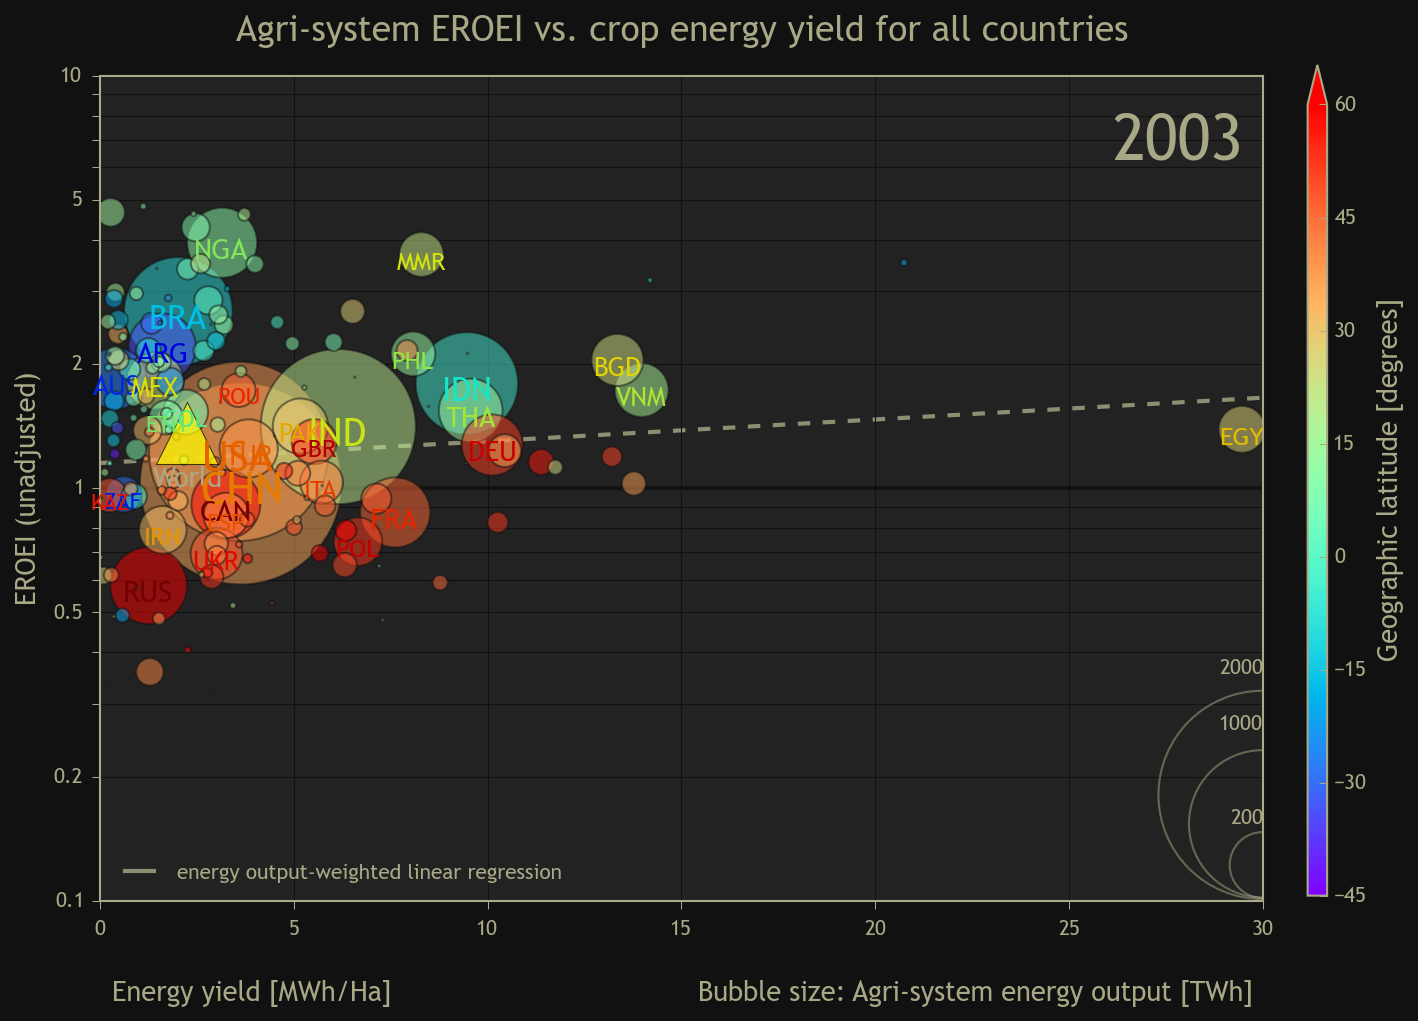 Agri-system EROEI vs. crop energy yield for all countries
2003
10
5
2
1
0.5
0.2
0.1
EROEI (unadjusted)
0
5
10
15
20
25
30
NGA
MMR
BRA
ARG
AUS
MEX
ROU
PHL
IDN
THA
BGD
VNM
EGY
PAK
IND
GBR
USA
DEU
World
CHN
ITA
KAZ
ZAF
CAN
ESP
FRA
IRN
UKR
POL
RUS
2000
1000
200
energy output-weighted linear regression
Energy yield [MWh/Ha]
Bubble size: Agri-system energy output [TWh]
60
45
30
15
0
−15
−30
−45
Geographic latitude [degrees]